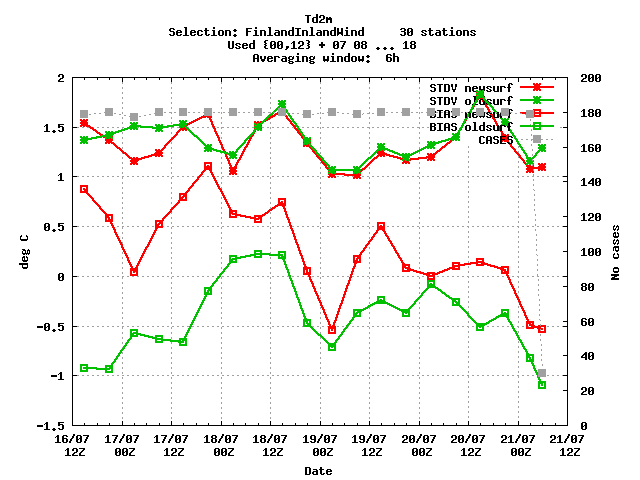 Td2m
Selection: FinlandInlandWind     30 stations
Used {00,12} + 07 08 ... 18
Averaging window:  6h
STDV newsurf
STDV oldsurf
BIAS newsurf
BIAS oldsurf
CASES
2
1.5
1
0.5
0
-0.5
-1
-1.5
deg C
200
180
160
140
120
100
80
60
40
20
0
No cases
16/07 17/07 17/07 18/07 18/07 19/07 19/07 20/07 20/07 21/07 21/07
12Z 00Z 12Z 00Z 12Z 00Z 12Z 00Z 12Z 00Z 12Z
Date